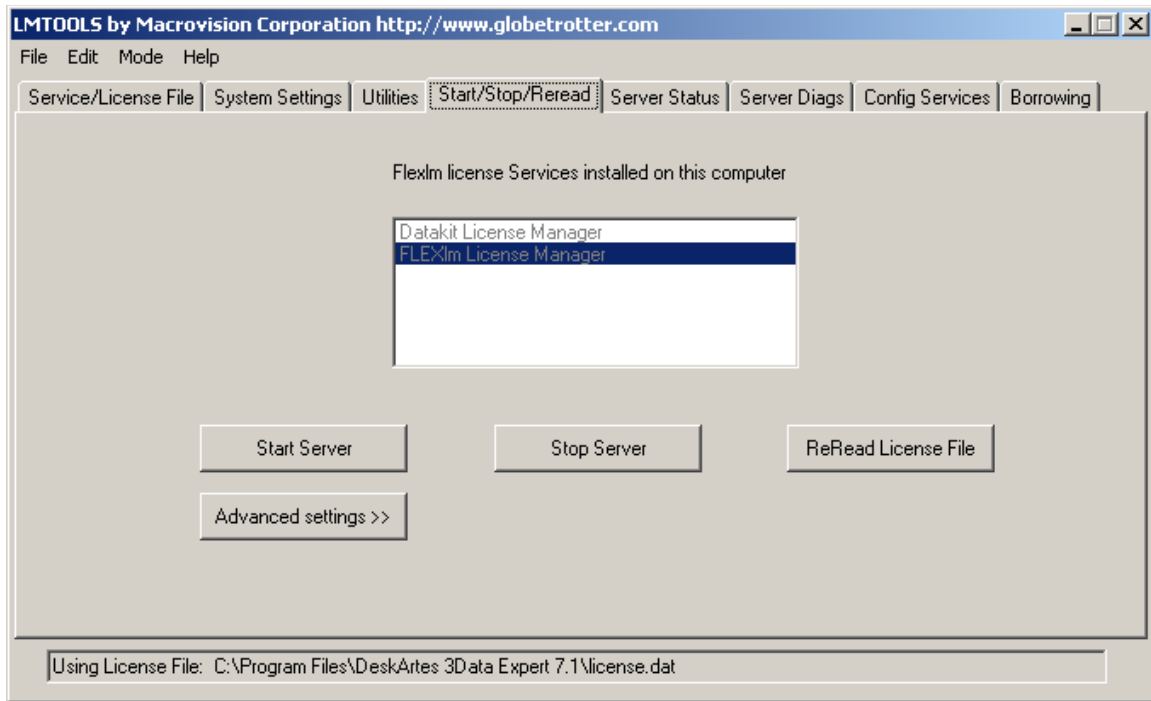 LMTOOLS by Macrovision Corporation http://www.globetrotter.com
File Edit Mode Help
Service/License File System Settings Utilities Start/Stop/Reread Server Status Server Diags Config Services Borrowing
Flexlm license Services installed on this computer
Datakit License Manager
FLEXlm License Manager
Start Server Stop Server ReRead License File
Advanced settings >>
Using License File: C:\Program Files\DeskArtes 3Data Expert 7.1\license.dat